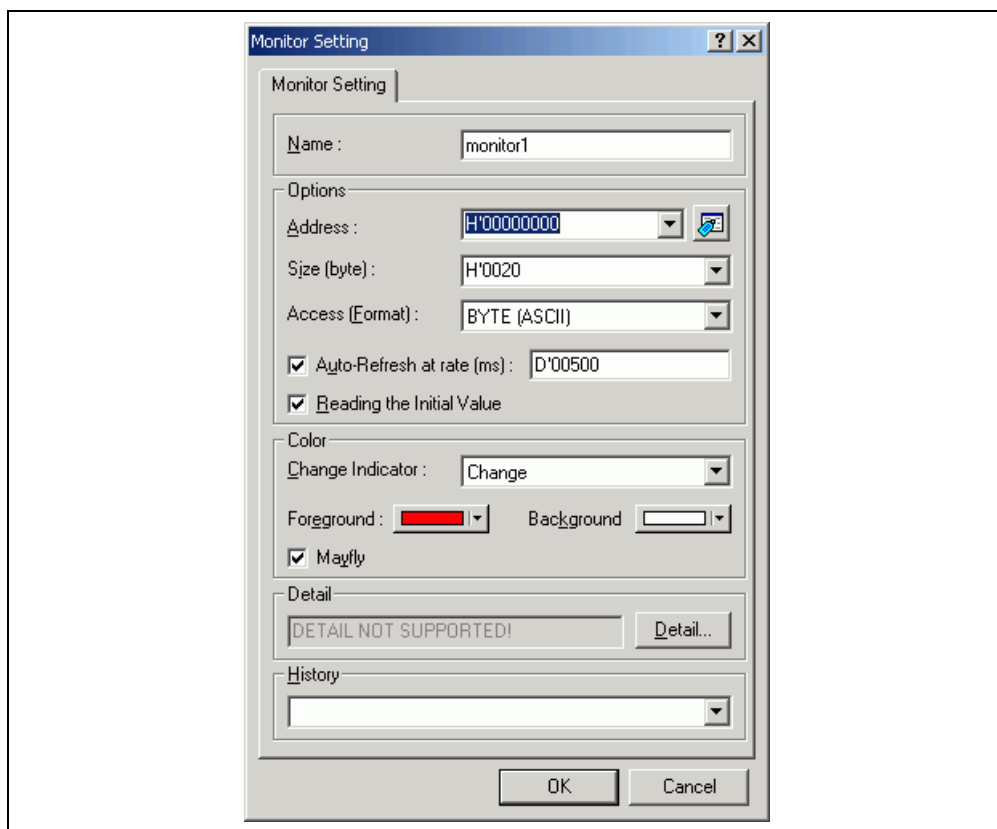 Monitor Setting
Monitor Setting
Name : monitor1
Options
Address : H'00000000
Size (byte) : H'0020
Access (Format) : BYTE (ASCII)
Auto-Refresh at rate (ms) : D'00500
Reading the Initial Value
Color
Change Indicator : Change
Foreground : Background
Mayfly
Detail
DETAIL NOT SUPPORTED! Detail...
History
OK Cancel